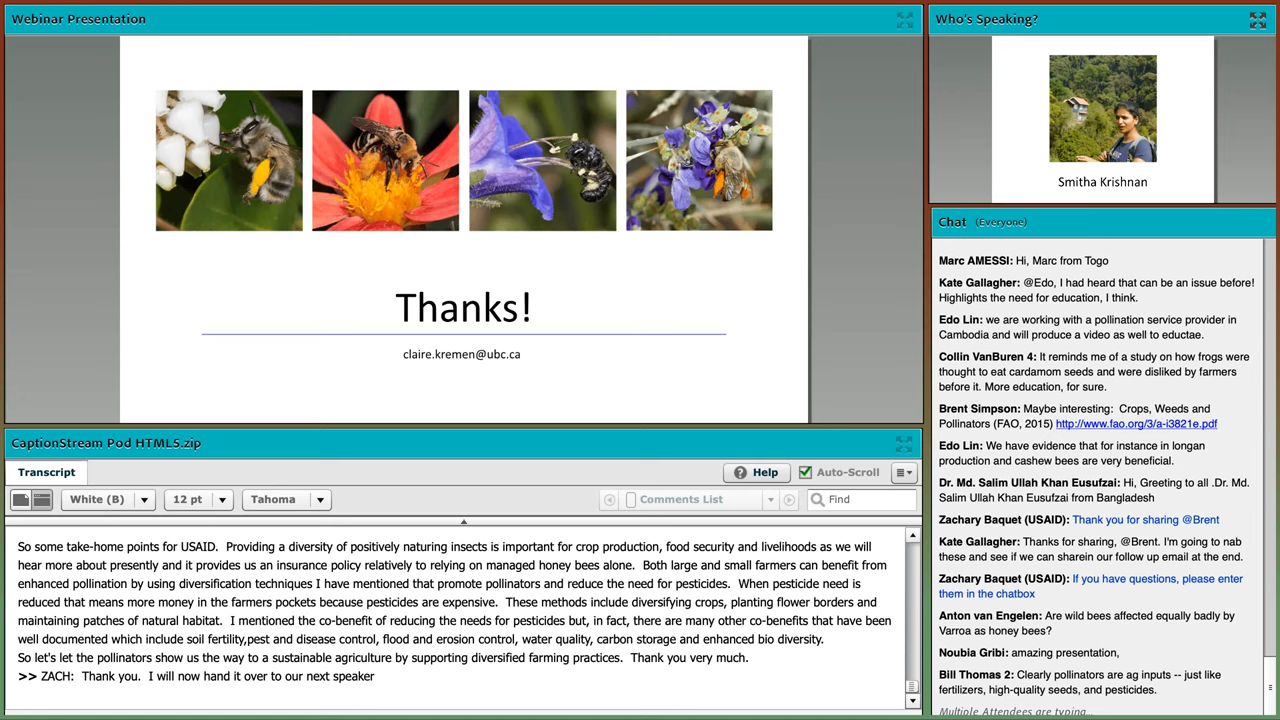 Webinar Presentation
Thanks!
claire.kremen@ubc.ca
Who's Speaking?
Smitha Krishnan
CaptionStream Pod HTML5.zip
Transcript
Help
Auto-Scroll
White (B)
12 pt
Tahoma
Comments List
Find
So some take-home points for USAID. Providing a diversity of positively naturing insects is important for crop production, food security and livelihoods as we will
hear more about presently and it provides us an insurance policy relatively to relying on managed honey bees alone. Both large and small farmers can benefit from
enhanced pollination by using diversification techniques I have mentioned that promote pollinators and reduce the need for pesticides. When pesticide need is
reduced that means more money in the farmers pockets because pesticides are expensive. These methods include diversifying crops, planting flower borders and
maintaining patches of natural habitat. I mentioned the co-benefit of reducing the needs for pesticides but, in fact, there are many other co-benefits that have been
well documented which include soil fertility,pest and disease control, flood and erosion control, water quality, carbon storage and enhanced bio diversity.
So let's let the pollinators show us the way to a sustainable agriculture by supporting diversified farming practices. Thank you very much.
>> ZACH: Thank you. I will now hand it over to our next speaker
Chat (Everyone)
Marc AMESSI: Hi, Marc from Togo
Kate Gallagher: @Edo, I had heard that can be an issue before!
Highlights the need for education, I think.
Edo Lin: we are working with a pollination service provider in
Cambodia and will produce a video as well to eductae.
Collin VanBuren 4: It reminds me of a study on how frogs were
thought to eat cardamom seeds and were disliked by farmers
before it. More education, for sure.
Brent Simpson: Maybe interesting: Crops, Weeds and
Pollinators (FAO, 2015) http://www.fao.org/3/a-i3821e.pdf
Edo Lin: We have evidence that for instance in longan
production and cashew bees are very beneficial.
Dr. Md. Salim Ullah Khan Eusufzai: Hi, Greeting to all .Dr. Md.
Salim Ullah Khan Eusufzai from Bangladesh
Zachary Baquet (USAID): Thank you for sharing @Brent
Kate Gallagher: Thanks for sharing, @Brent. I'm going to nab
these and see if we can sharein our follow up email at the end.
Zachary Baquet (USAID): If you have questions, please enter
them in the chatbox
Anton van Engelen: Are wild bees affected equally badly by
Varroa as honey bees?
Noubia Gribi: amazing presentation,
Bill Thomas 2: Clearly pollinators are ag inputs -- just like
fertilizers, high-quality seeds, and pesticides.
Multiple Attendees are typing...